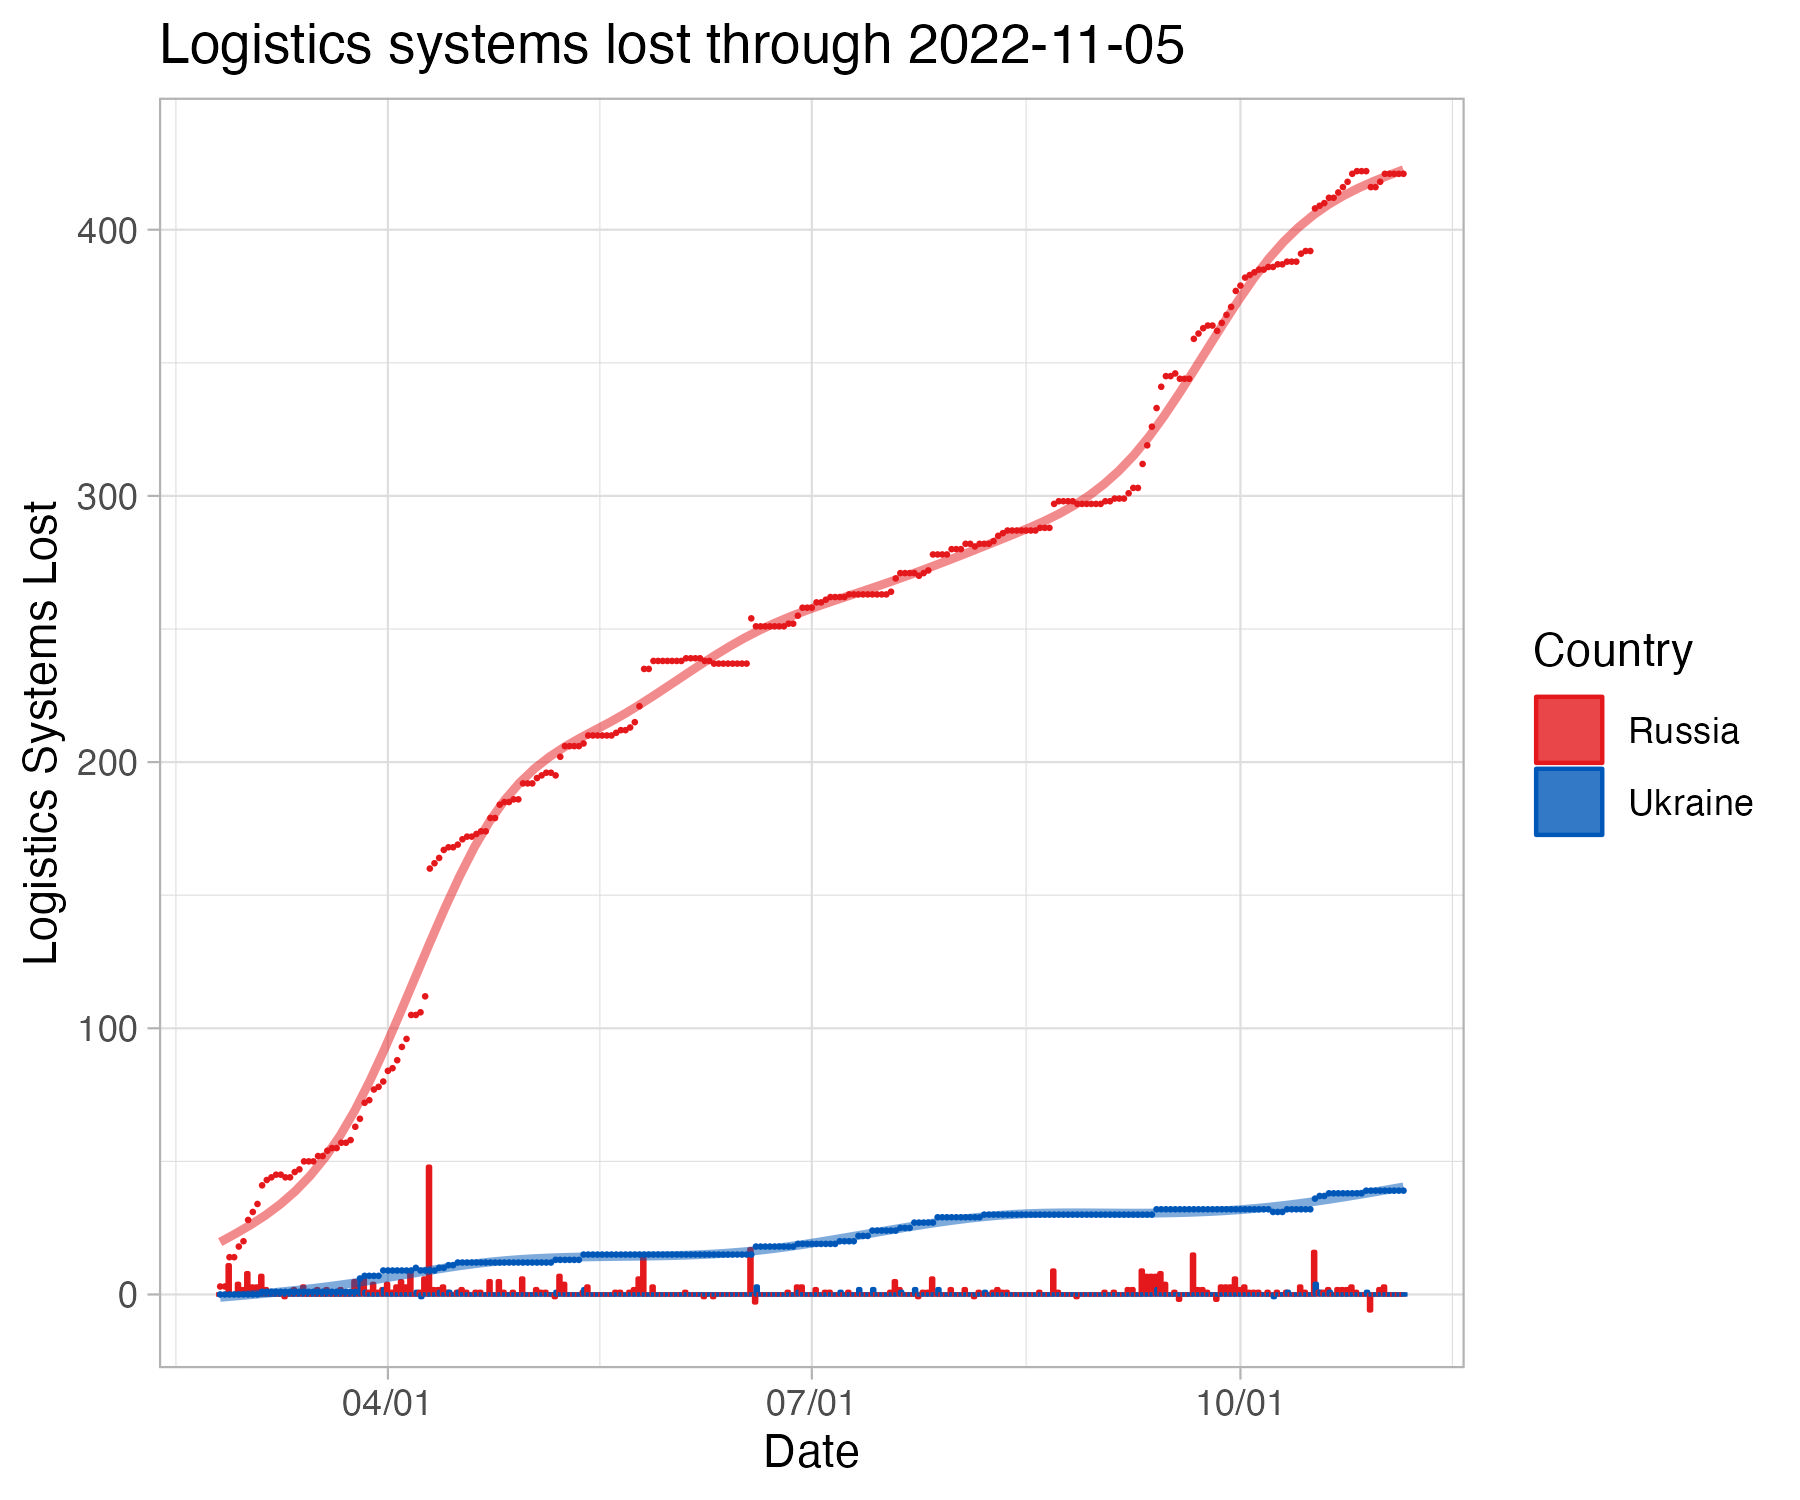 Logistics systems lost through 2022-11-05
Logistics Systems Lost
400
300
200
100
0
04/01
07/01
10/01
Date
Country
Russia
Ukraine